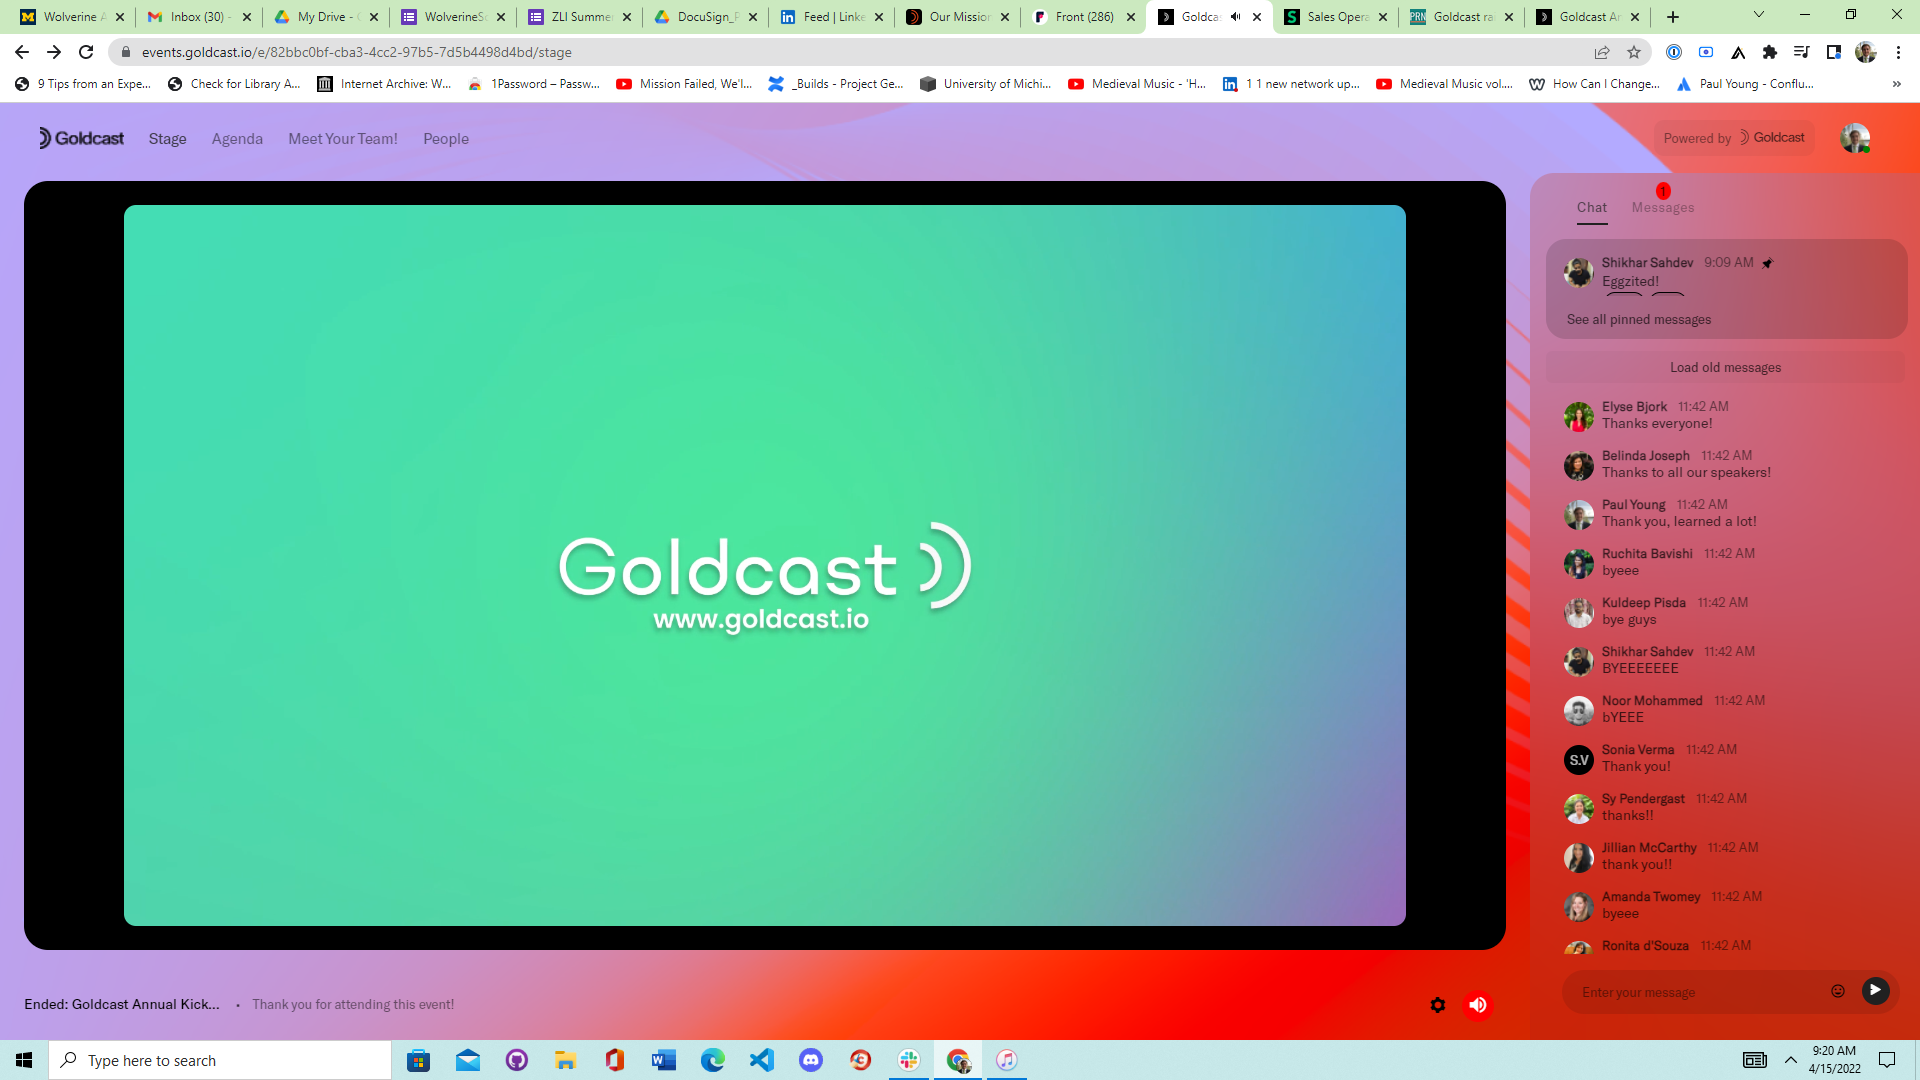 Wolverine A
Inbox (30) -
My Drive - G
WolverineSo
ZLI Summer
DocuSign_P
Feed | Linke
Our Mission
Front (286)
Goldcas
Sales Opera
PRN
Goldcast ra
Goldcast An
events.goldcast.io/e/82bbc0bf-cba3-4cc2-97b5-7d5b4498d4bd/stage
9 Tips from an Expe...
Check for Library A...
Internet Archive: W...
1Password – Passw...
Mission Failed, We'l...
_Builds - Project Ge...
University of Michi...
Medieval Music - 'H...
1 1 new network up...
Medieval Music vol....
How Can I Change...
Paul Young - Conflu...
Goldcast
Stage
Agenda
Meet Your Team!
People
Powered by Goldcast
Goldcast
www.goldcast.io
Chat
Messages
1
Shikhar Sahdev 9:09 AM
Eggzited!
See all pinned messages
Load old messages
Elyse Bjork 11:42 AM
Thanks everyone!
Belinda Joseph 11:42 AM
Thanks to all our speakers!
Paul Young 11:42 AM
Thank you, learned a lot!
Ruchita Bavishi 11:42 AM
byeee
Kuldeep Pisda 11:42 AM
bye guys
Shikhar Sahdev 11:42 AM
BYEEEEEEE
Noor Mohammed 11:42 AM
bYEEE
S.V
Sonia Verma 11:42 AM
Thank you!
Sy Pendergast 11:42 AM
thanks!!
Jillian McCarthy 11:42 AM
thank you!!
Amanda Twomey 11:42 AM
byeee
Ronita d'Souza 11:42 AM
Enter your message
Ended: Goldcast Annual Kick... • Thank you for attending this event!
Type here to search
9:20 AM
4/15/2022